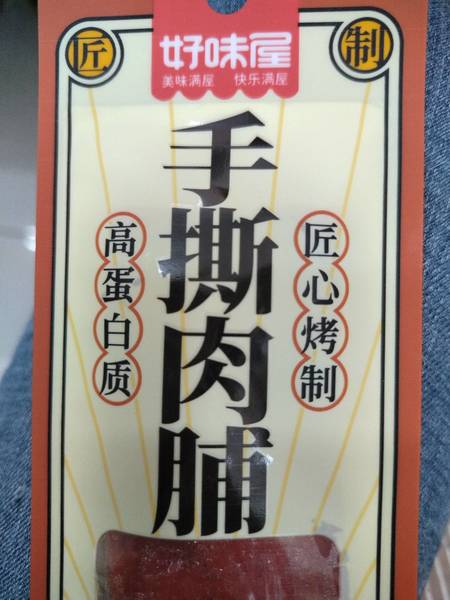 匠
好味屋
制
美味满屋 快乐满屋
手撕肉脯
高蛋白质
匠心烤制